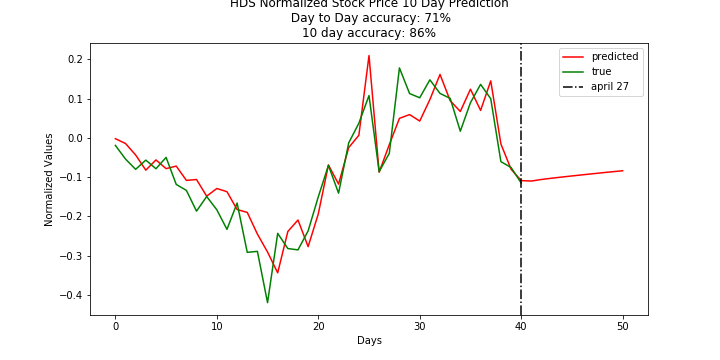 HDS Normalized Stock Price 10 Day Prediction
Day to Day accuracy: 71%
10 day accuracy: 86%
predicted
true
april 27
Normalized Values
0.2
0.1
0.0
−0.1
−0.2
−0.3
−0.4
0
10
20
30
40
50
Days